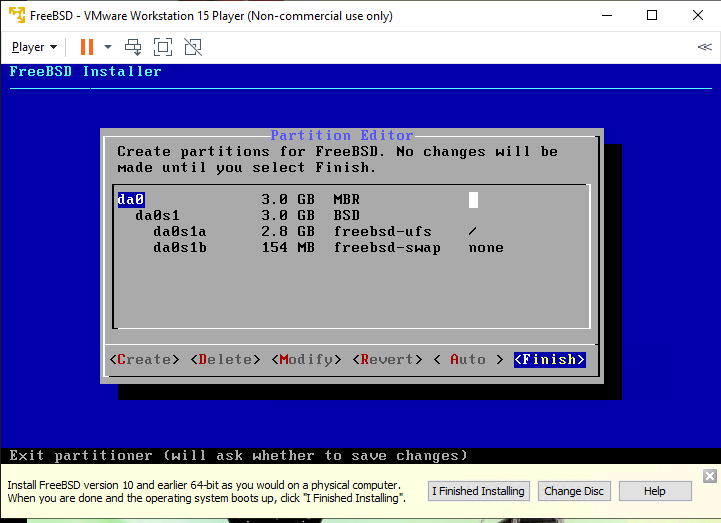 FreeBSD - VMware Workstation 15 Player (Non-commercial use only)
Player
FreeBSD Installer
Partition Editor
Create partitions for FreeBSD. No changes will be
made until you select Finish.
da0 3.0 GB MBR
da0s1 3.0 GB BSD
da0s1a 2.8 GB freebsd-ufs /
da0s1b 154 MB freebsd-swap none
<Create> <Delete> <Modify> <Revert> < Auto > <Finish>
Exit partitioner (will ask whether to save changes)
Install FreeBSD version 10 and earlier 64-bit as you would on a physical computer.
When you are done and the operating system boots up, click "I Finished Installing".
I Finished Installing
Change Disc
Help